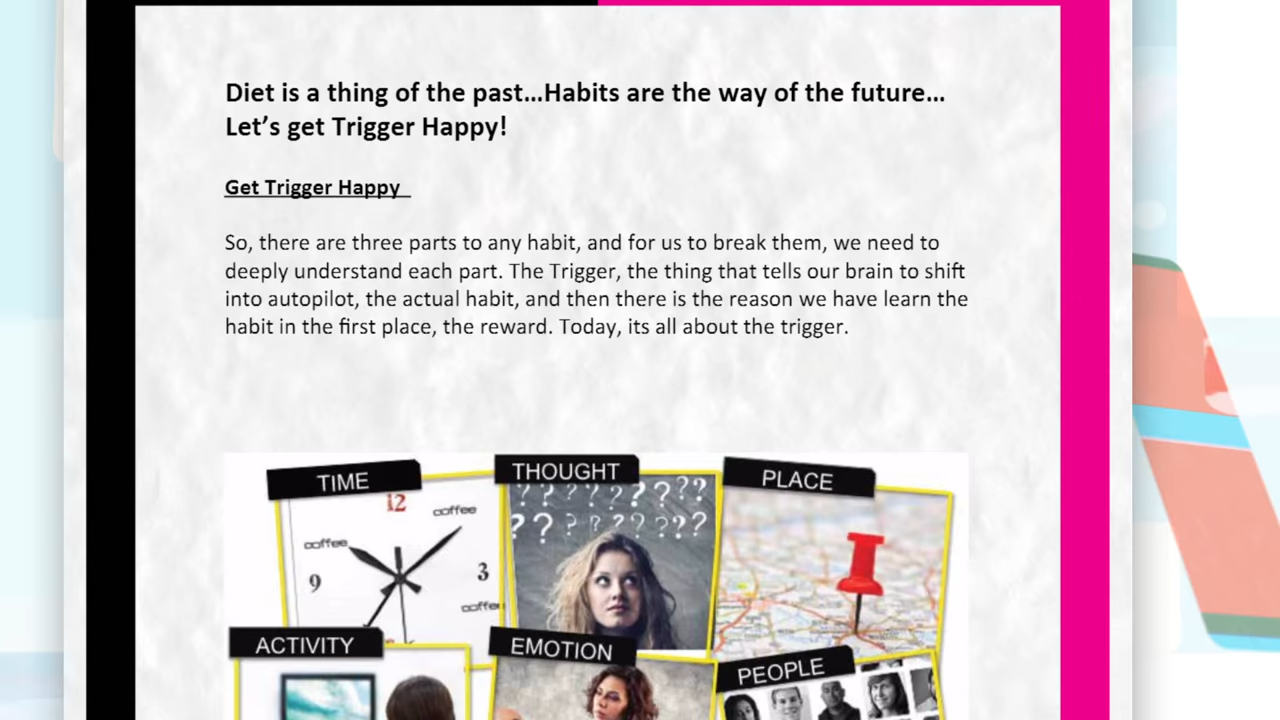 Diet is a thing of the past...Habits are the way of the future...
Let's get Trigger Happy!
Get Trigger Happy
So, there are three parts to any habit, and for us to break them, we need to
deeply understand each part. The Trigger, the thing that tells our brain to shift
into autopilot, the actual habit, and then there is the reason we have learn the
habit in the first place, the reward. Today, its all about the trigger.
TIME
THOUGHT
PLACE
12
coffee
coffee
9
3
coffee
? ? ? ? ? ? ? ? ?
? ? ? ? ? ? ? ? ?
ACTIVITY
EMOTION
PEOPLE